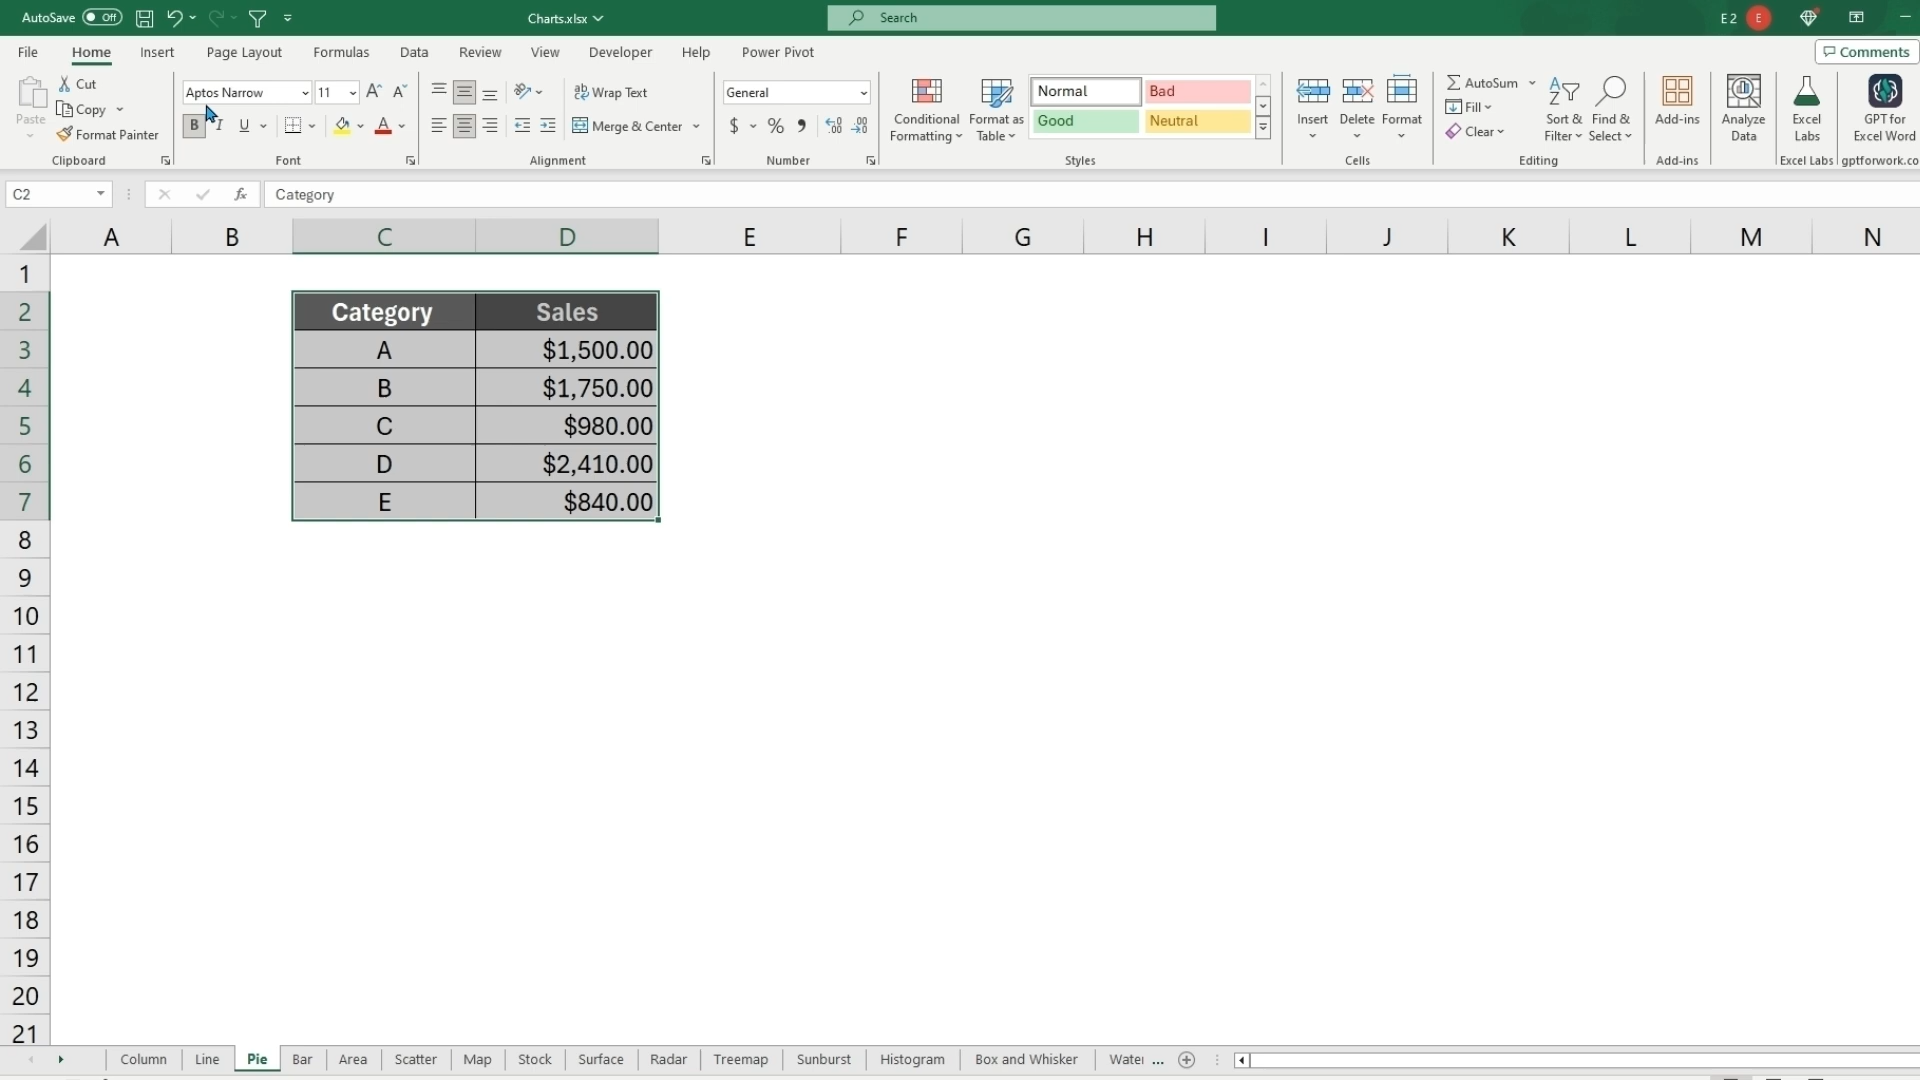 AutoSave Off Charts.xlsx Search E 2 E
File Home Insert Page Layout Formulas Data Review View Developer Help Power Pivot Comments
Paste Cut Copy Format Painter Clipboard
Aptos Narrow 11 B I U Font
Wrap Text Merge & Center Alignment
General $ % Number
Conditional Formatting Format as Table Normal Bad Good Neutral Styles
Insert Delete Format Cells
AutoSum Fill Clear Sort & Filter Find & Select Editing
Add-ins Add-ins
Analyze Data
Excel Labs Excel Labs
GPT for Excel Word gptforwork.co
C2 fx Category
A B C D E F G H I J K L M N
1
2 Category Sales
3 A $1,500.00
4 B $1,750.00
5 C $980.00
6 D $2,410.00
7 E $840.00
8
9
10
11
12
13
14
15
16
17
18
19
20
21
Column Line Pie Bar Area Scatter Map Stock Surface Radar Treemap Sunburst Histogram Box and Whisker Water ...